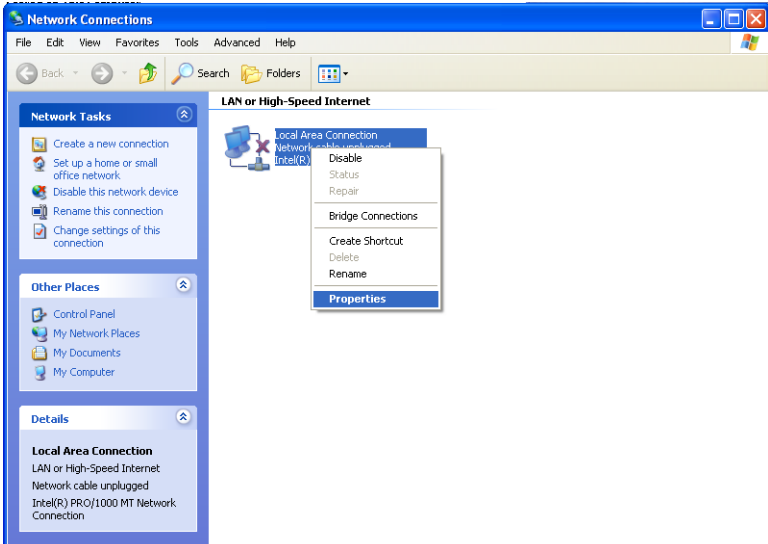 Network Connections
File Edit View Favorites Tools Advanced Help
Back Search Folders
LAN or High-Speed Internet
Network Tasks
Create a new connection
Set up a home or small
office network
Disable this network device
Rename this connection
Change settings of this
connection
Other Places
Control Panel
My Network Places
My Documents
My Computer
Details
Local Area Connection
LAN or High-Speed Internet
Network cable unplugged
Intel(R) PRO/1000 MT Network
Connection
Local Area Connection
Network cable unplugged
Intel(R)
Disable
Status
Repair
Bridge Connections
Create Shortcut
Delete
Rename
Properties